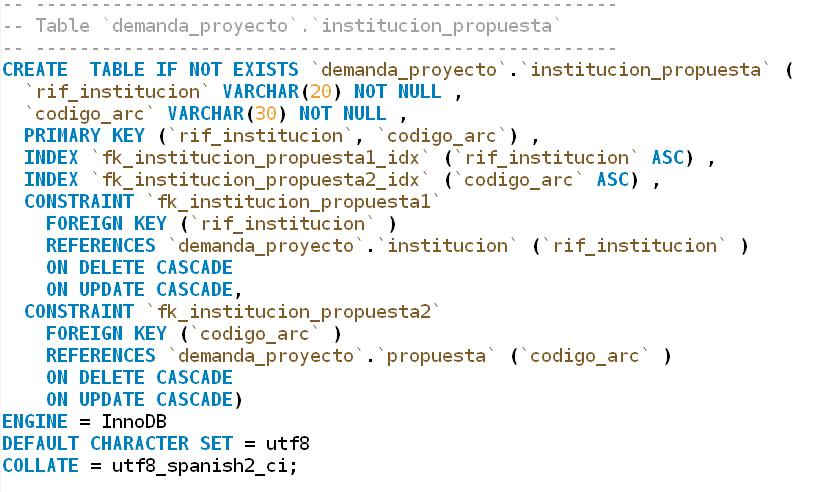 -- -----------------------------------------------------
-- Table `demanda_proyecto`.`institucion_propuesta`
-- -----------------------------------------------------
CREATE  TABLE IF NOT EXISTS `demanda_proyecto`.`institucion_propuesta` (
  `rif_institucion` VARCHAR(20) NOT NULL ,
  `codigo_arc` VARCHAR(30) NOT NULL ,
  PRIMARY KEY (`rif_institucion`, `codigo_arc`) ,
  INDEX `fk_institucion_propuesta1_idx` (`rif_institucion` ASC) ,
  INDEX `fk_institucion_propuesta2_idx` (`codigo_arc` ASC) ,
  CONSTRAINT `fk_institucion_propuesta1`
    FOREIGN KEY (`rif_institucion` )
    REFERENCES `demanda_proyecto`.`institucion` (`rif_institucion` )
    ON DELETE CASCADE
    ON UPDATE CASCADE,
  CONSTRAINT `fk_institucion_propuesta2`
    FOREIGN KEY (`codigo_arc` )
    REFERENCES `demanda_proyecto`.`propuesta` (`codigo_arc` )
    ON DELETE CASCADE
    ON UPDATE CASCADE)
ENGINE = InnoDB
DEFAULT CHARACTER SET = utf8
COLLATE = utf8_spanish2_ci;